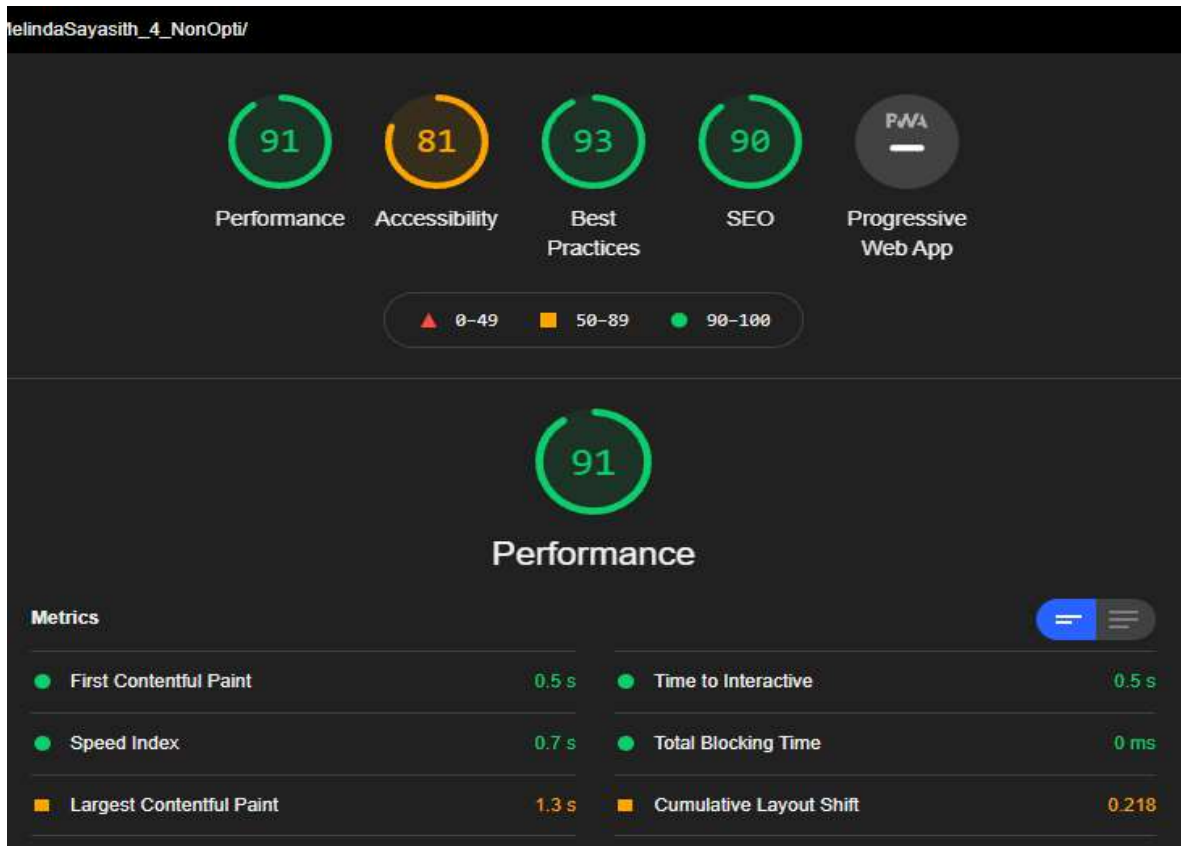 lelindaSayasith_4_NonOpti/
91 81 93 90 PWA
Performance Accessibility Best Practices SEO Progressive Web App
0–49 50–89 90–100
91
Performance
Metrics
First Contentful Paint 0.5 s
Time to Interactive 0.5 s
Speed Index 0.7 s
Total Blocking Time 0 ms
Largest Contentful Paint 1.3 s
Cumulative Layout Shift 0.218